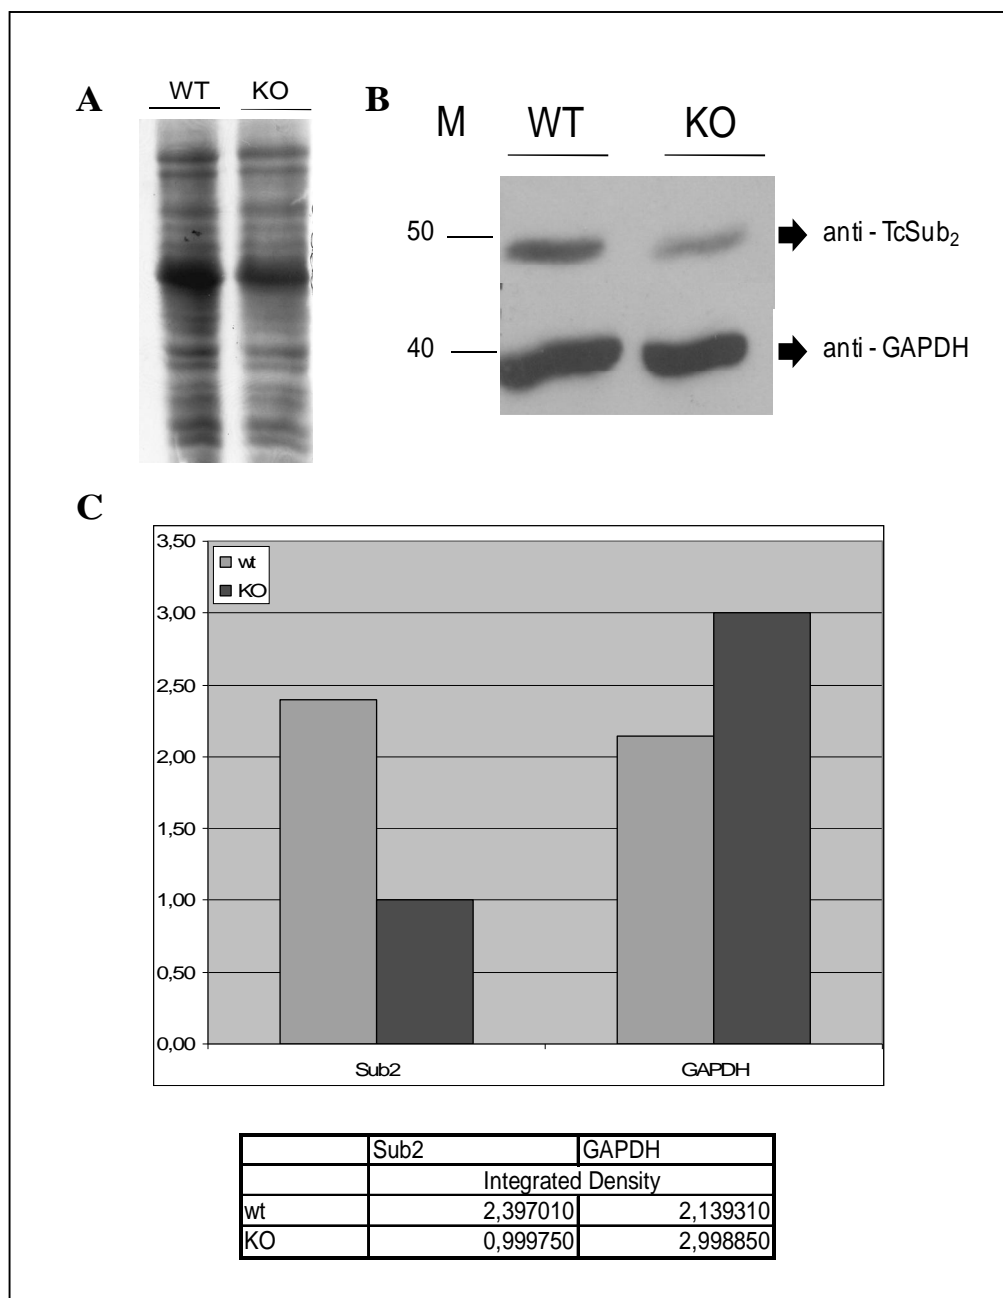 A
WT KO
B
M WT KO
50 anti - TcSub₂
40 anti - GAPDH
C
3,50
3,00
2,50
2,00
1,50
1,00
0,50
0,00
wt
KO
Sub2 GAPDH
Sub2 GAPDH
Integrated Density
wt 2,397010 2,139310
KO 0,999750 2,998850